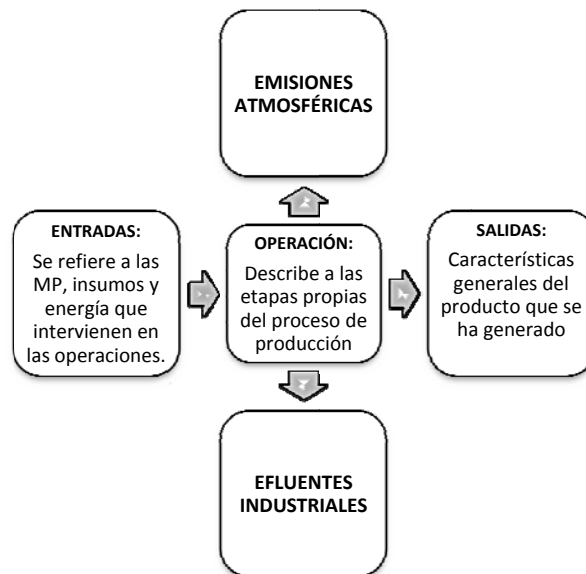 EMISIONES
ATMOSFÉRICAS
ENTRADAS:
Se refiere a las
MP, insumos y
energía que
intervienen en
las operaciones.
OPERACIÓN:
Describe a las
etapas propias
del proceso de
producción
SALIDAS:
Características
generales del
producto que se
ha generado
EFLUENTES
INDUSTRIALES